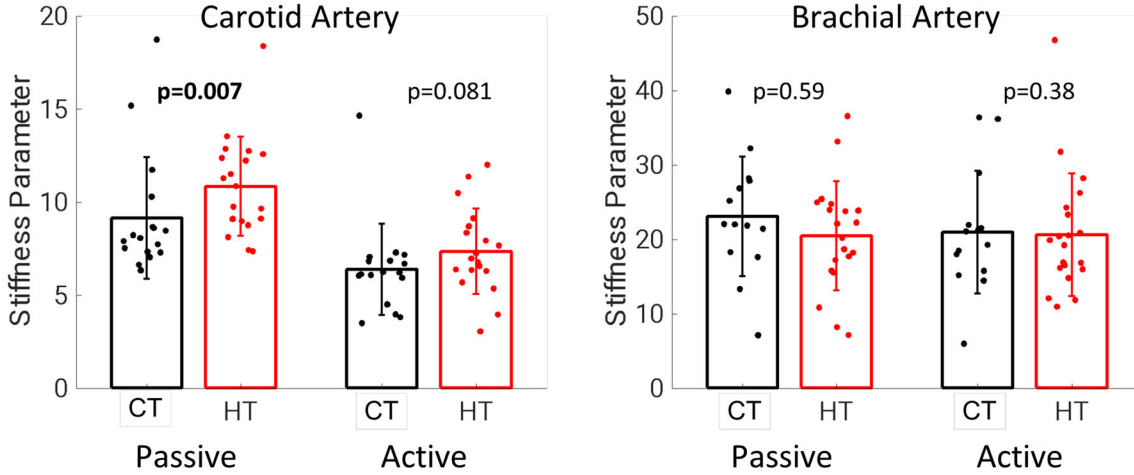 Carotid Artery
Stiffness Parameter
20
15
10
5
0
p=0.007
p=0.081
CT
HT
CT
HT
Passive
Active
Brachial Artery
Stiffness Parameter
50
40
30
20
10
0
p=0.59
p=0.38
CT
HT
CT
HT
Passive
Active